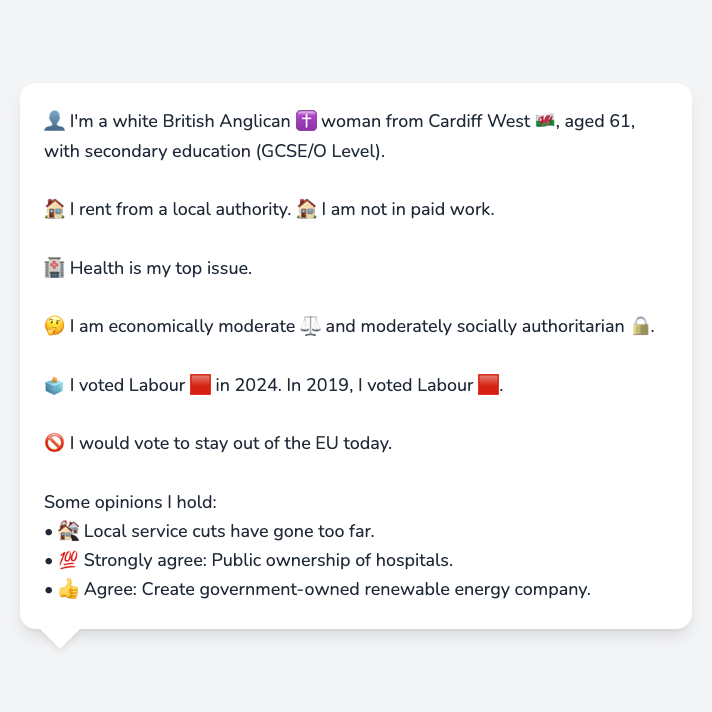 👤 I'm a white British Anglican ✝️ woman from Cardiff West 🏴󠁧󠁢󠁷󠁬󠁳󠁿, aged 61,
with secondary education (GCSE/O Level).
🏠 I rent from a local authority. 🏠 I am not in paid work.
🏥 Health is my top issue.
🤔 I am economically moderate ⚖️ and moderately socially authoritarian 🔒.
🗳️ I voted Labour 🟥 in 2024. In 2019, I voted Labour 🟥.
🚫 I would vote to stay out of the EU today.
Some opinions I hold:
• 🏚️ Local service cuts have gone too far.
• 💯 Strongly agree: Public ownership of hospitals.
• 👍 Agree: Create government-owned renewable energy company.